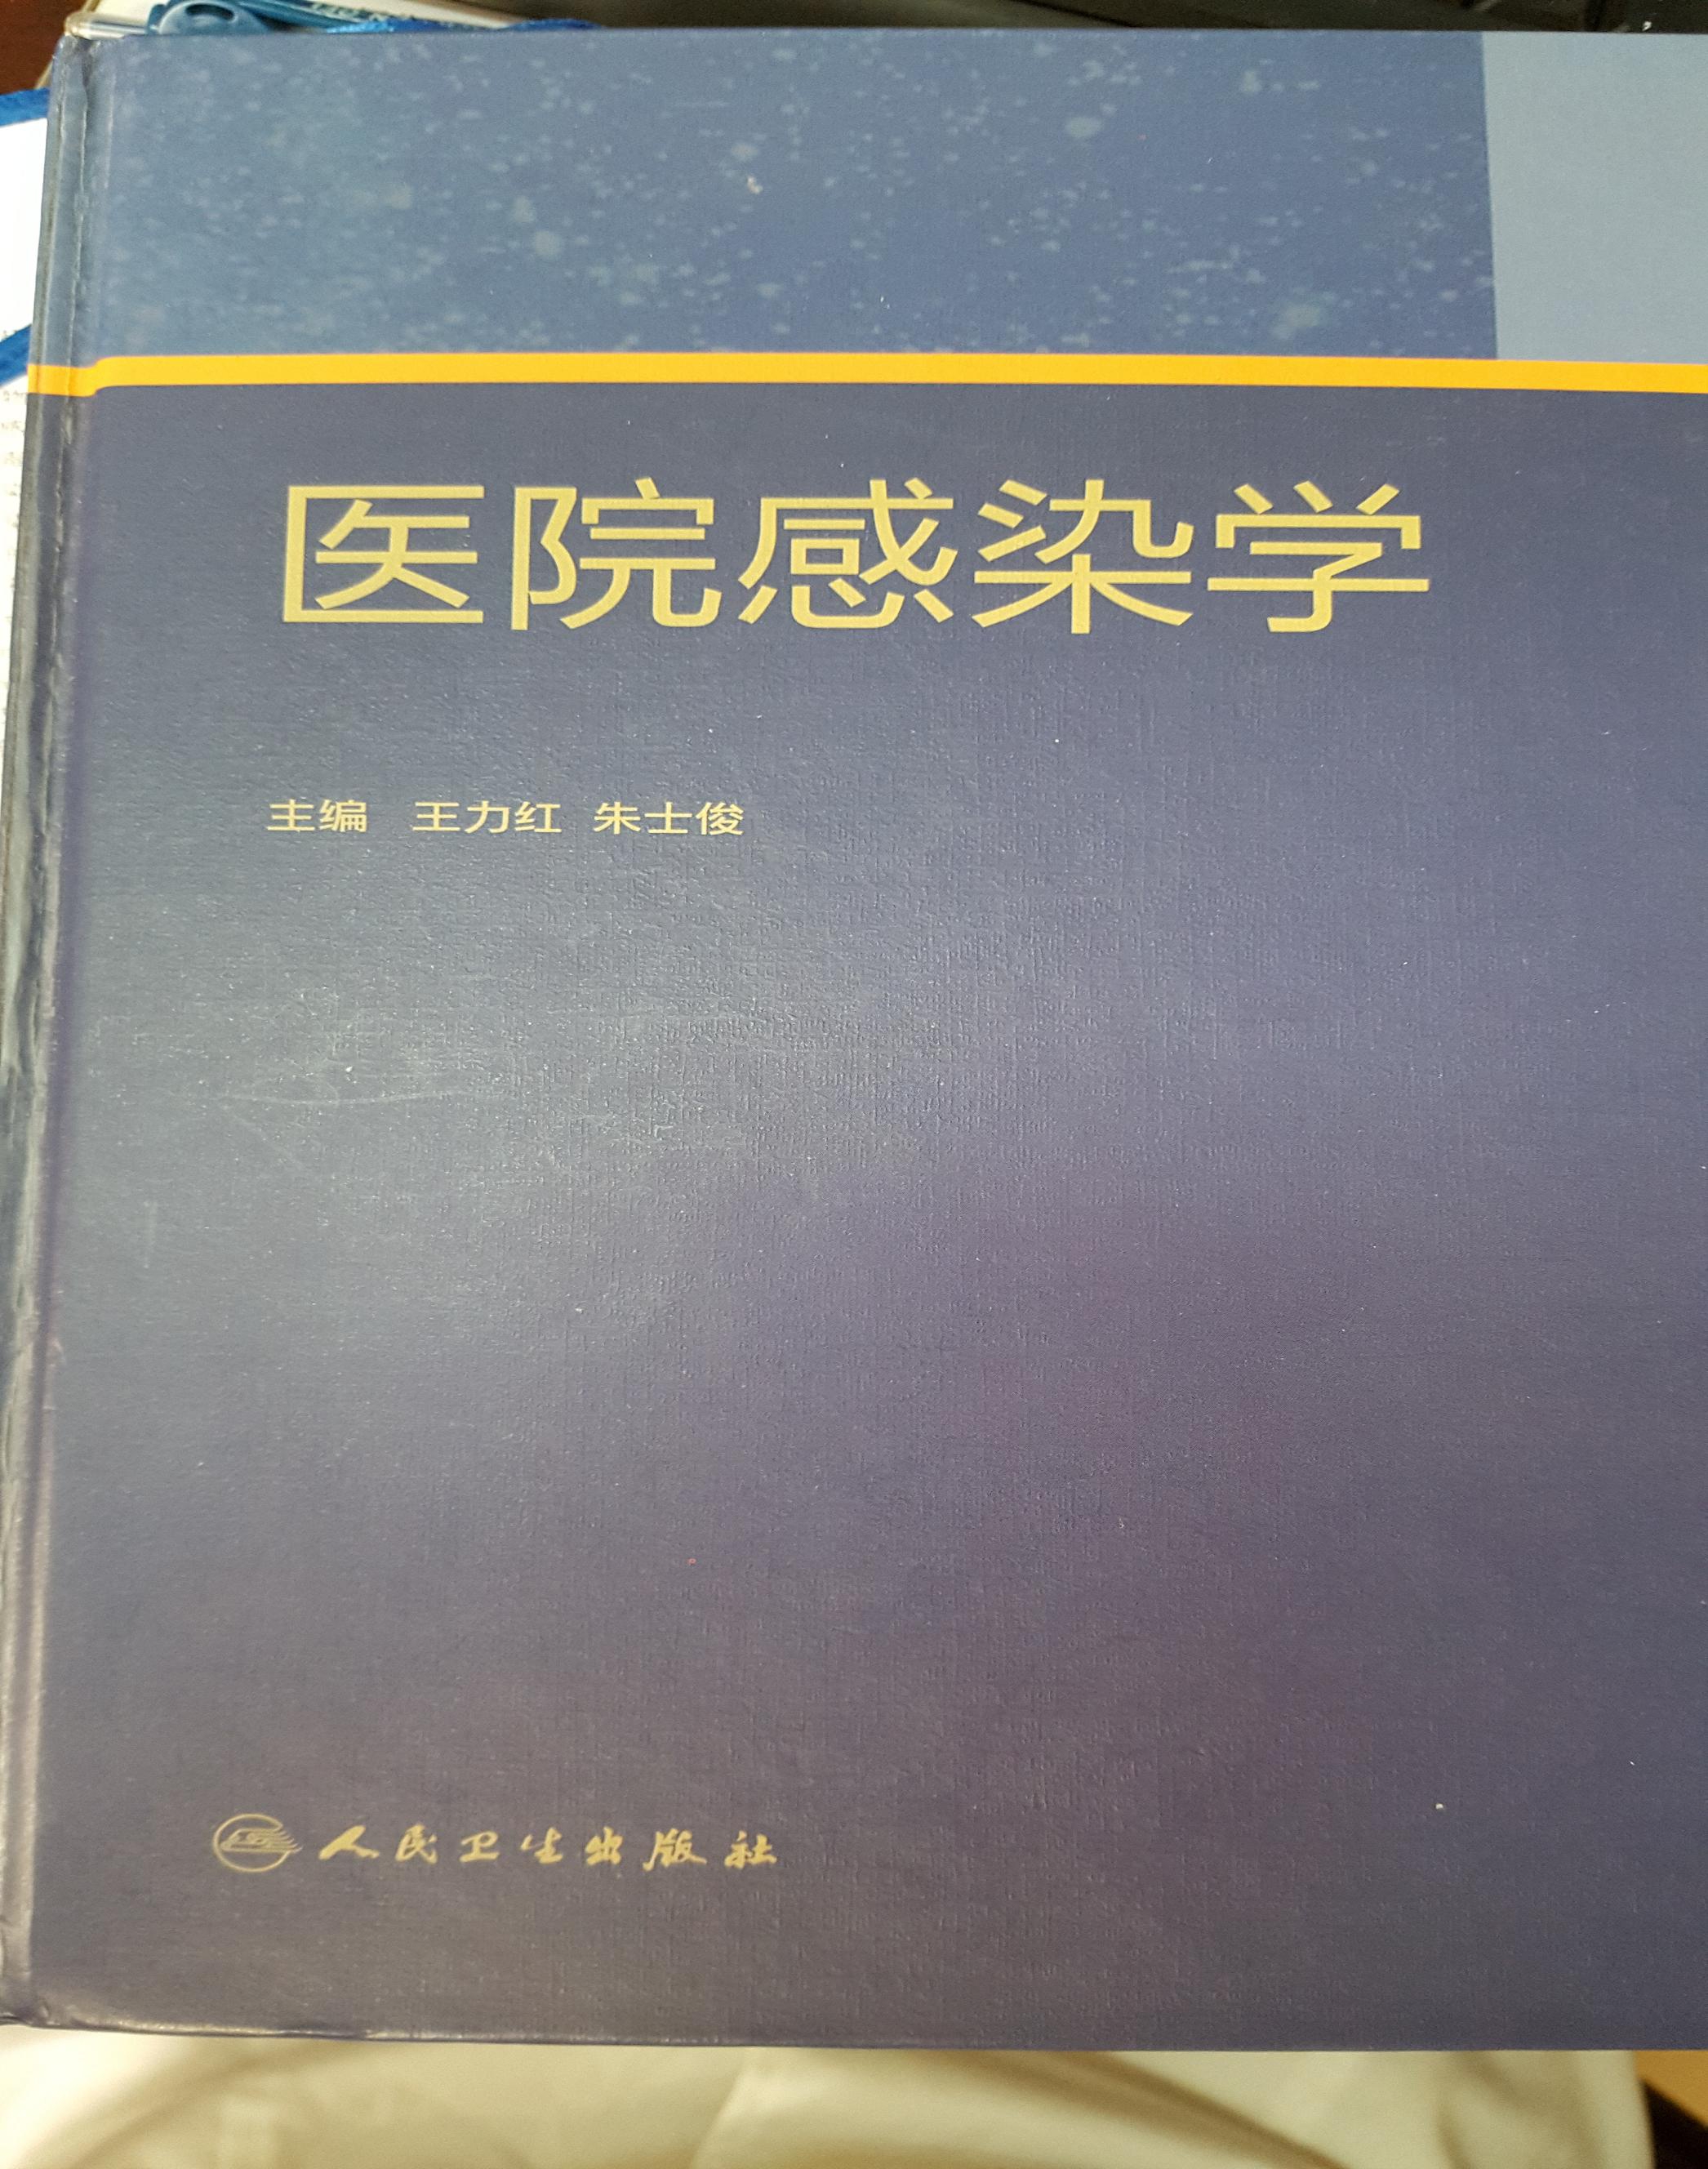 医院感染学
主编 王力红 朱士俊
人民卫生出版社